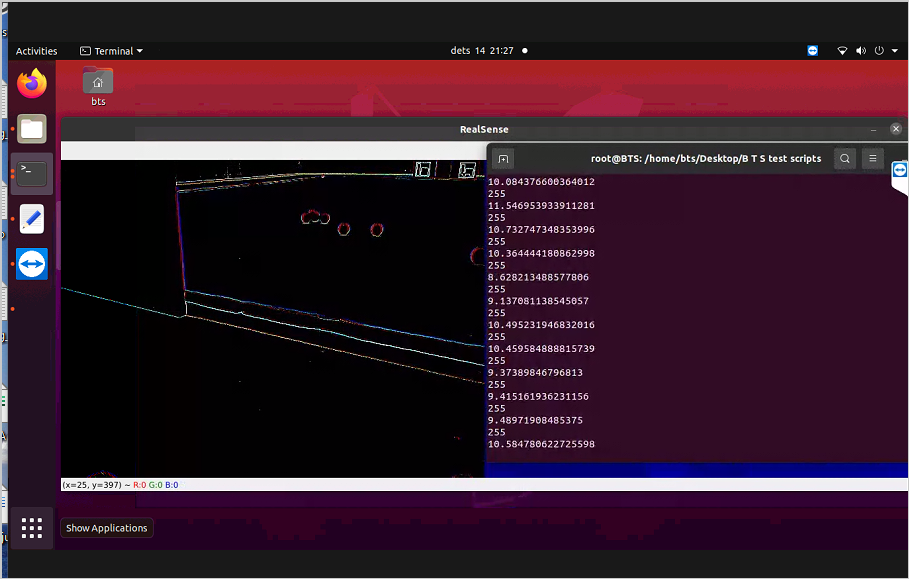 Activities
Terminal
dets 14 21:27
bts
RealSense
root@BTS: /home/bts/Desktop/B T S test scripts
10.084376600364012
255
11.546953933911281
255
10.732747348353996
255
10.364444180862998
255
8.628213488577806
255
9.137081138545057
255
10.495231946832016
255
10.459584888815739
255
9.37389846796813
255
9.415161936231156
255
9.48971908485375
255
10.584780622725598
(x=25, y=397) ~ R:0 G:0 B:0
Show Applications